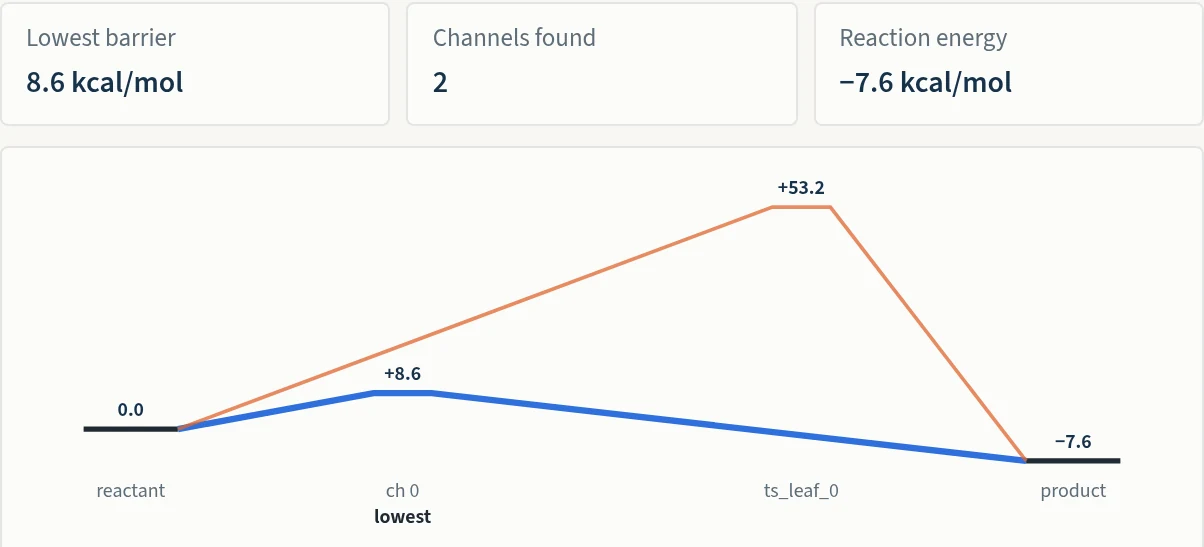 Lowest barrier
8.6 kcal/mol
Channels found
2
Reaction energy
−7.6 kcal/mol
+53.2
+8.6
0.0
−7.6
reactant
ch 0
lowest
ts_leaf_0
product